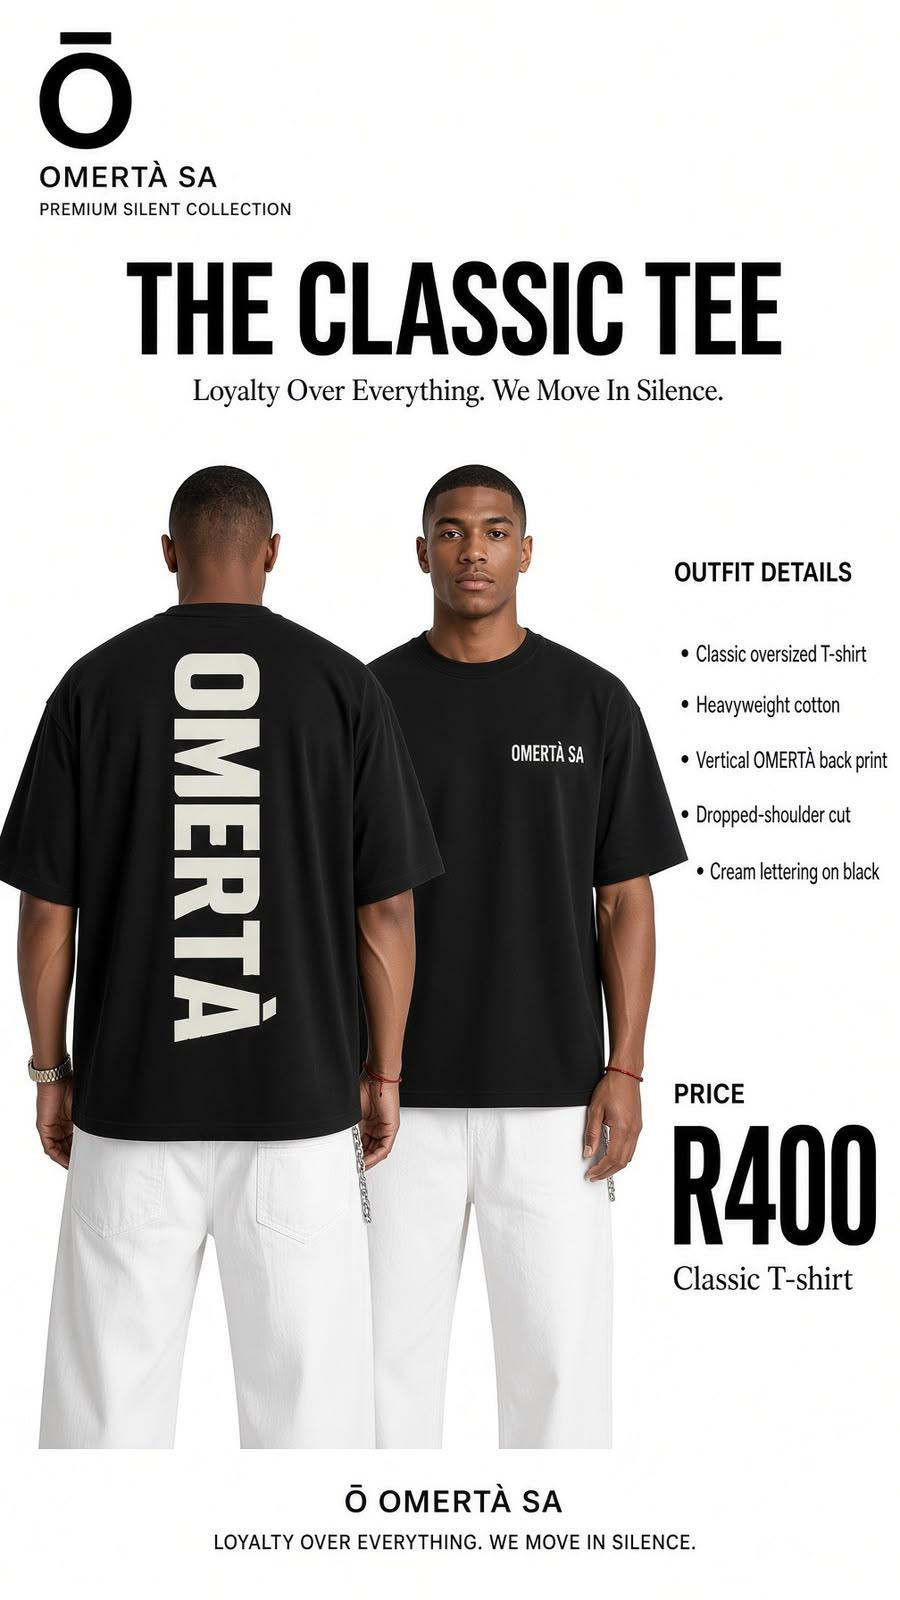 Ō
OMERTÀ SA
PREMIUM SILENT COLLECTION
THE CLASSIC TEE
Loyalty Over Everything. We Move In Silence.
OMERTÀ
OMERTÀ SA
OUTFIT DETAILS
• Classic oversized T-shirt
• Heavyweight cotton
• Vertical OMERTÀ back print
• Dropped-shoulder cut
• Cream lettering on black
PRICE
R400
Classic T-shirt
Ō OMERTÀ SA
LOYALTY OVER EVERYTHING. WE MOVE IN SILENCE.